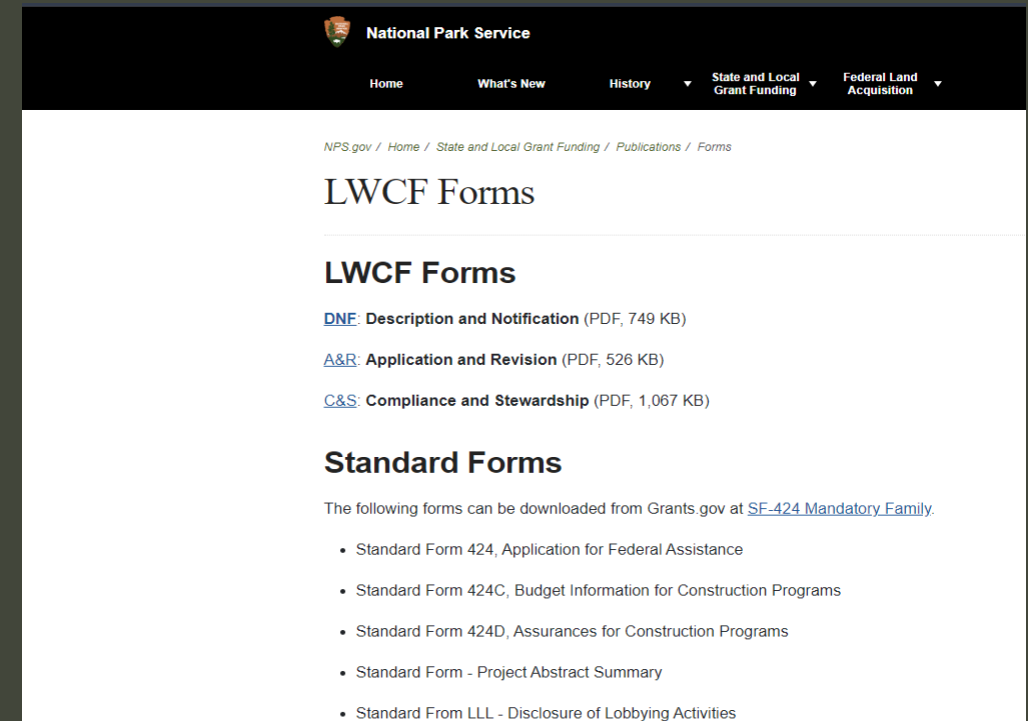 National Park Service
Home What's New History State and Local Grant Funding Federal Land Acquisition
NPS.gov / Home / State and Local Grant Funding / Publications / Forms
LWCF Forms
LWCF Forms
DNF: Description and Notification (PDF, 749 KB)
A&R: Application and Revision (PDF, 526 KB)
C&S: Compliance and Stewardship (PDF, 1,067 KB)
Standard Forms
The following forms can be downloaded from Grants.gov at SF-424 Mandatory Family.
• Standard Form 424, Application for Federal Assistance
• Standard Form 424C, Budget Information for Construction Programs
• Standard Form 424D, Assurances for Construction Programs
• Standard Form - Project Abstract Summary
• Standard From LLL - Disclosure of Lobbying Activities